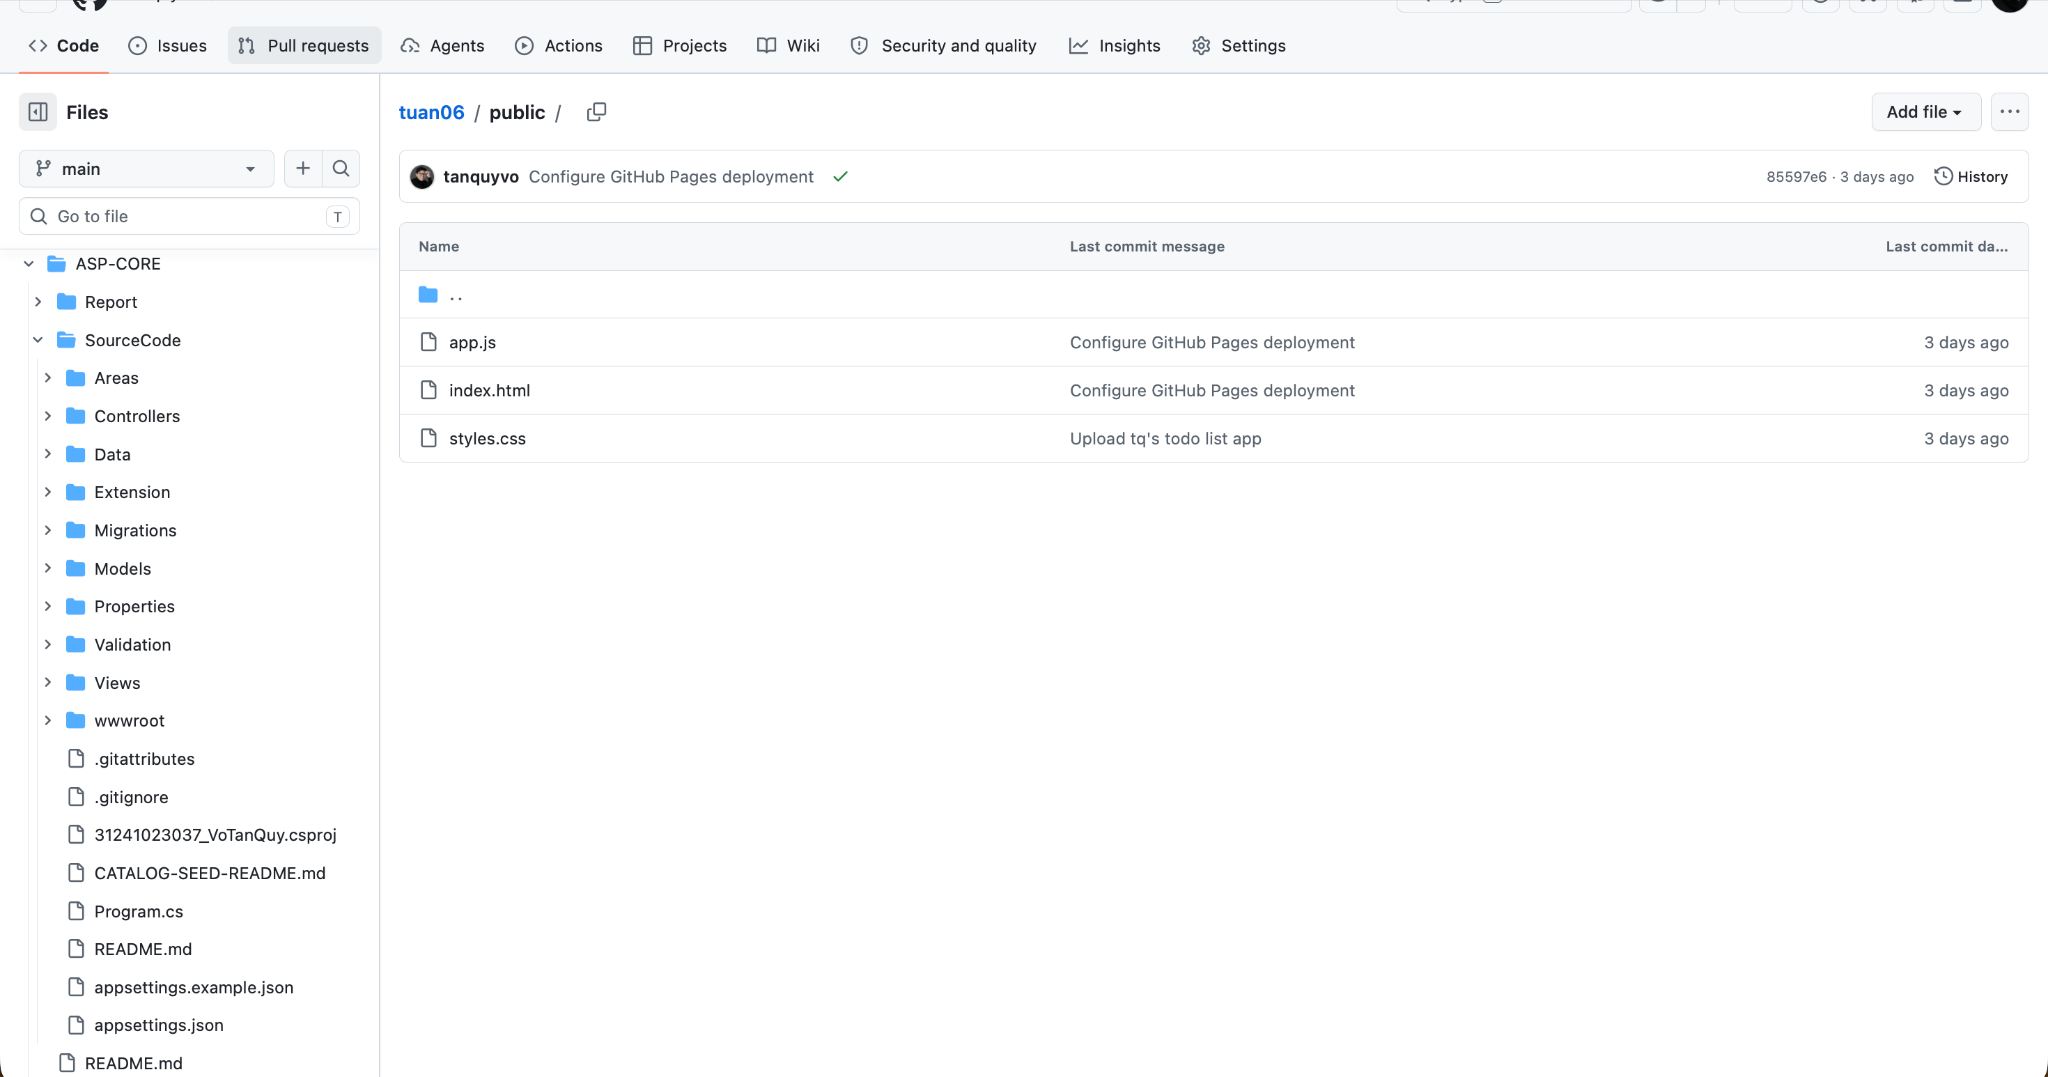 Code Issues Pull requests Agents Actions Projects Wiki Security and quality Insights Settings
Files
main
Go to file T
ASP-CORE
Report
SourceCode
Areas
Controllers
Data
Extension
Migrations
Models
Properties
Validation
Views
wwwroot
.gitattributes
.gitignore
31241023037_VoTanQuy.csproj
CATALOG-SEED-README.md
Program.cs
README.md
appsettings.example.json
appsettings.json
README.md
tuan06 / public /
Add file
tanquyvo Configure GitHub Pages deployment
85597e6 · 3 days ago History
Name Last commit message Last commit da...
..
app.js Configure GitHub Pages deployment 3 days ago
index.html Configure GitHub Pages deployment 3 days ago
styles.css Upload tq's todo list app 3 days ago